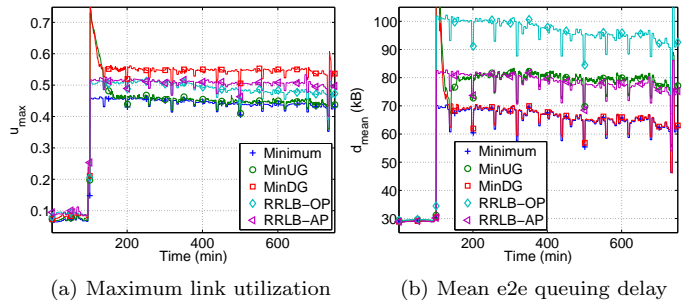 0.7
0.6
0.5
0.4
0.3
0.2
0.1
u_max
200 400 600
Time (min)
Minimum
MinUG
MinDG
RRLB−OP
RRLB−AP
(a) Maximum link utilization
100
90
80
70
60
50
40
30
d_mean (kB)
200 400 600
Time (min)
Minimum
MinUG
MinDG
RRLB−OP
RRLB−AP
(b) Mean e2e queuing delay